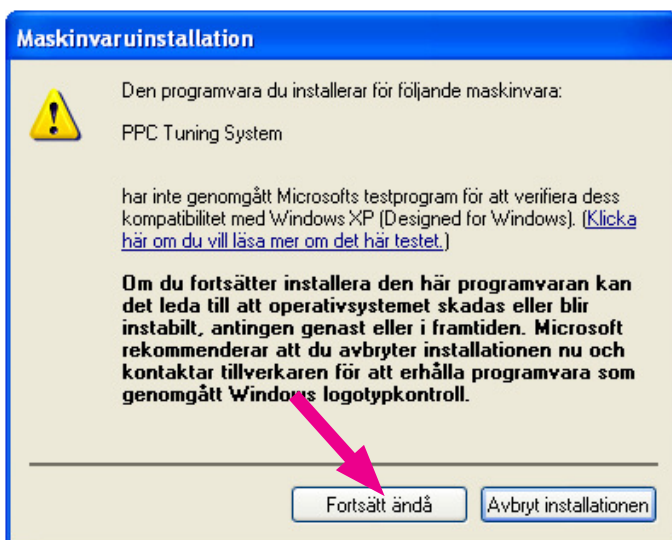 Maskinvaruinstallation
Den programvara du installerar för följande maskinvara:
PPC Tuning System
har inte genomgått Microsofts testprogram för att verifiera dess
kompatibilitet med Windows XP (Designed for Windows). (Klicka
här om du vill läsa mer om det här testet.)
Om du fortsätter installera den här programvaran kan
det leda till att operativsystemet skadas eller blir
instabilt, antingen genast eller i framtiden. Microsoft
rekommenderar att du avbryter installationen nu och
kontaktar tillverkaren för att erhålla programvara som
genomgått Windows logotypkontroll.
Fortsätt ändå
Avbryt installationen